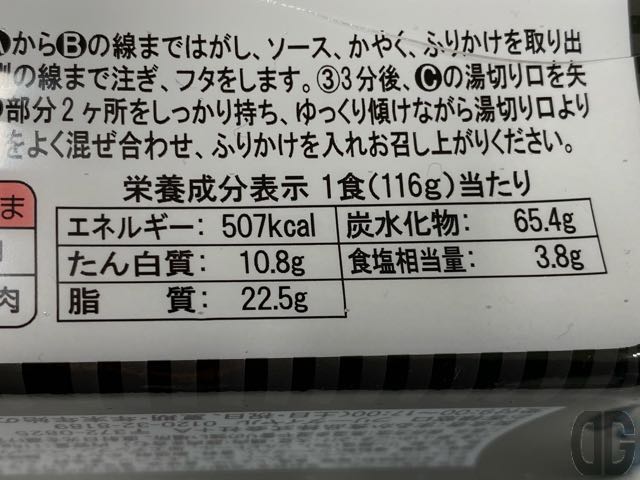 Ⓐから Ⓑの線まではがし、ソース、かやく、ふりかけを取り出
の線まで注ぎ、フタをします。③3分後、Ⓒの湯切り口を矢
部分2ヶ所をしっかり持ち、ゆっくり傾けながら湯切り口より
をよく混ぜ合わせ、ふりかけを入れお召し上がりください。
栄養成分表示 1食(116g)当たり
エネルギー: 507kcal 炭水化物: 65.4g
たん白質: 10.8g 食塩相当量: 3.8g
脂 質: 22.5g
ま
肉
DG